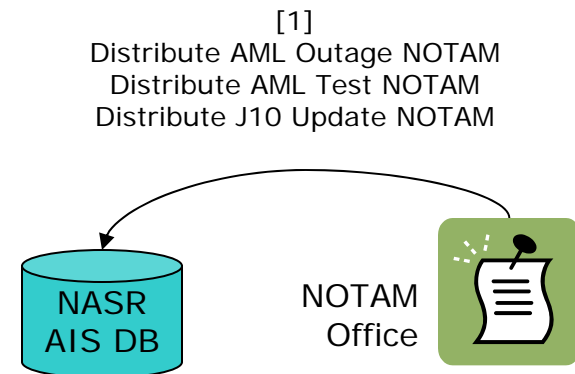 [1]
Distribute AML Outage NOTAM
Distribute AML Test NOTAM
Distribute J10 Update NOTAM
NASR
AIS DB
NOTAM
Office